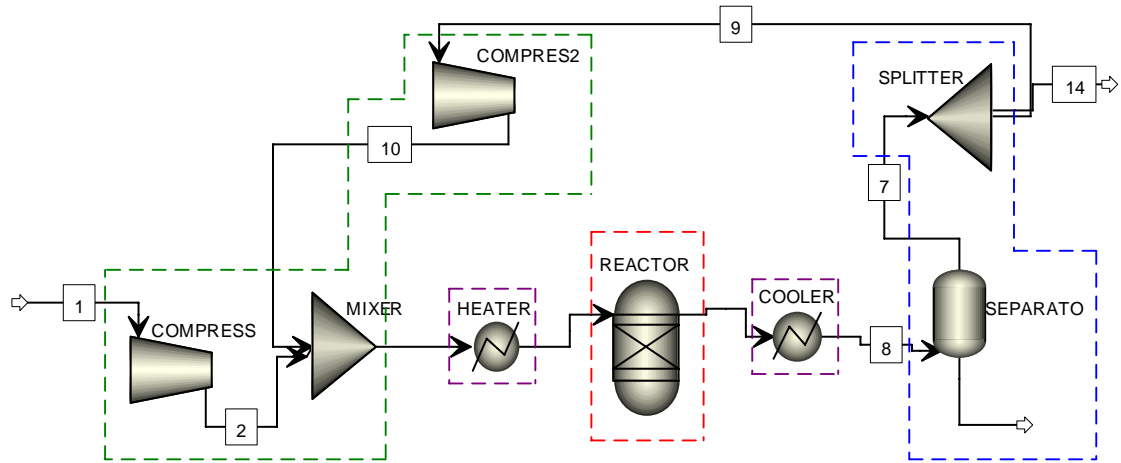 9
COMPRES2
SPLITTER
14
10
7
REACTOR
1
MIXER
HEATER
COOLER
SEPARATO
COMPRESS
8
2